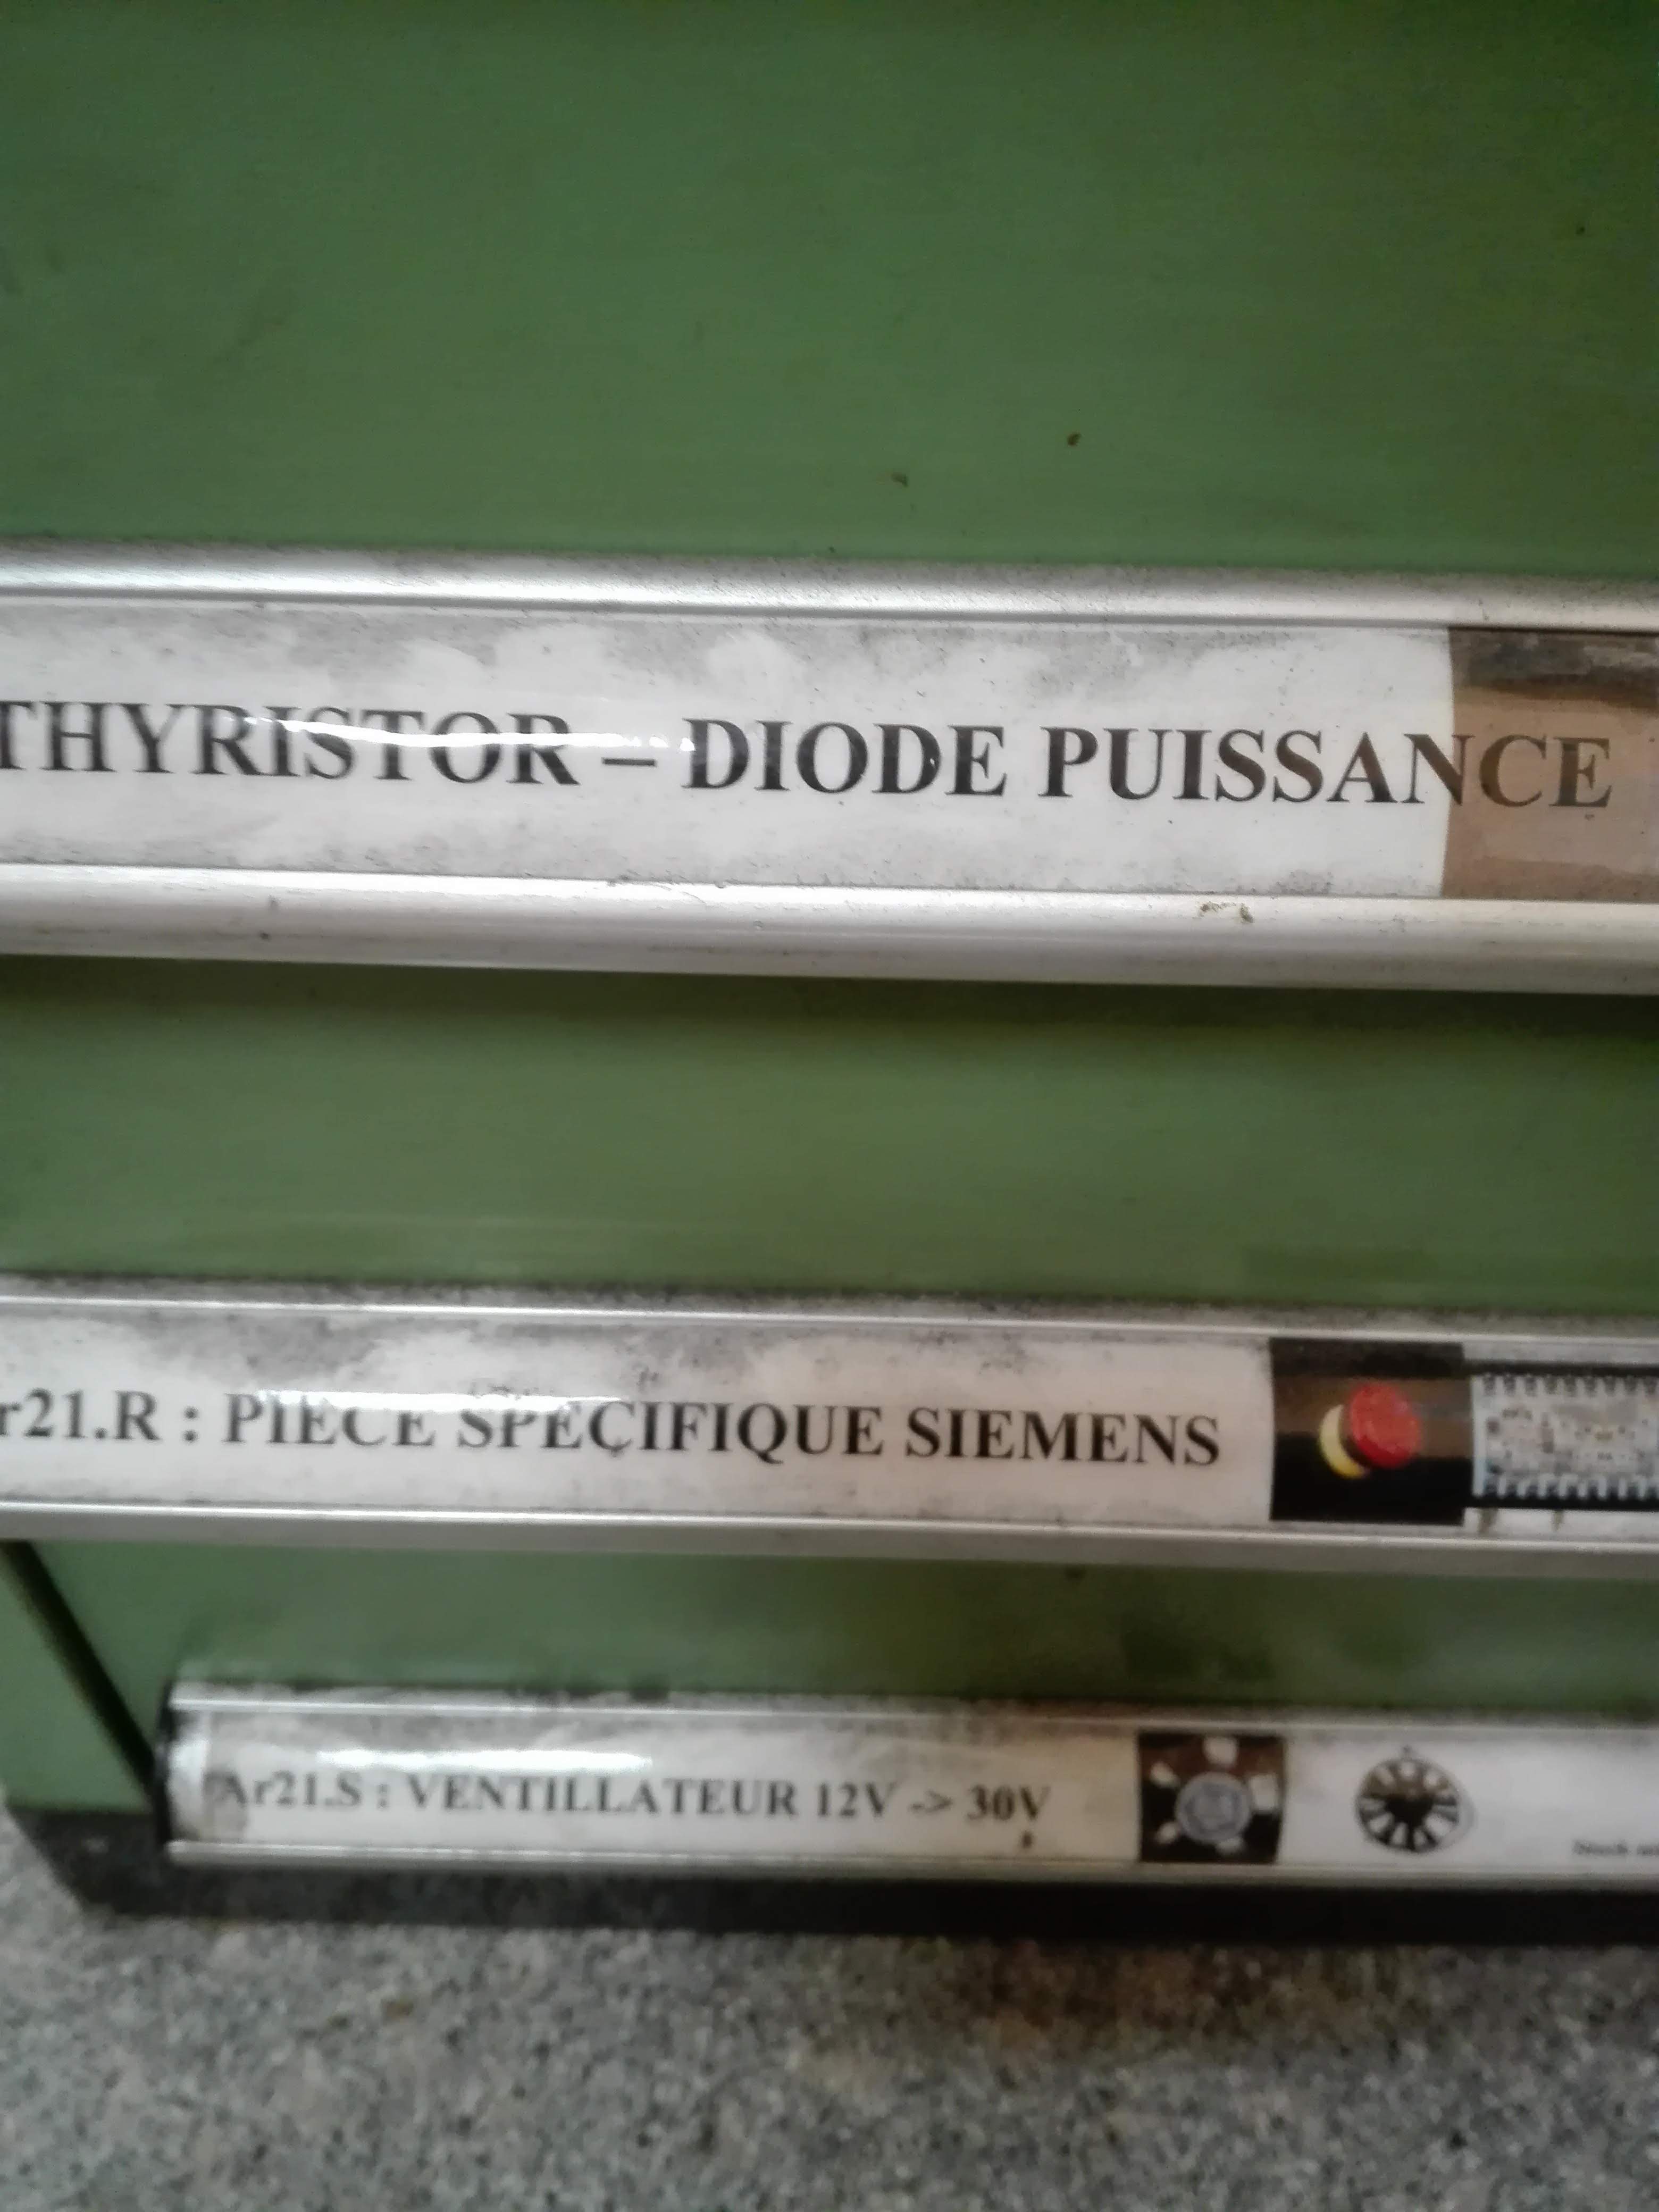 THYRISTOR – DIODE PUISSANCE
r21.R : PIECE SPECIFIQUE SIEMENS
Ar21.S : VENTILLATEUR 12V -> 30V